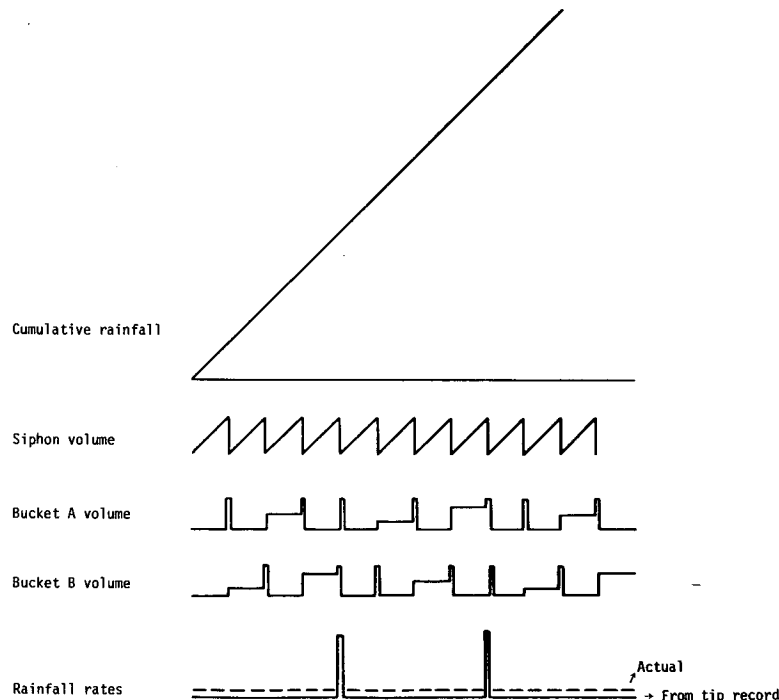 Cumulative rainfall
Siphon volume
Bucket A volume
Bucket B volume
Actual
Rainfall rates
→ From tip record